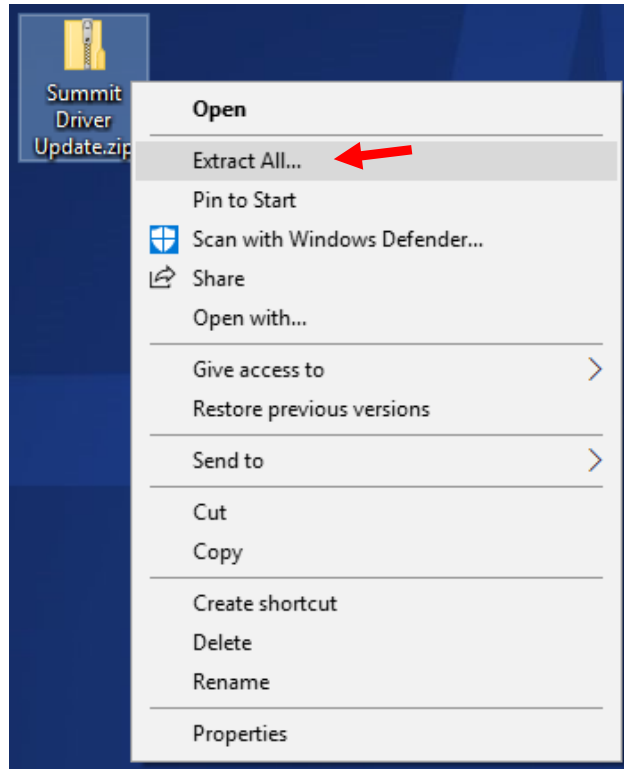 Summit
Driver
Update.zip
Open
Extract All...
Pin to Start
Scan with Windows Defender...
Share
Open with...
Give access to
Restore previous versions
Send to
Cut
Copy
Create shortcut
Delete
Rename
Properties